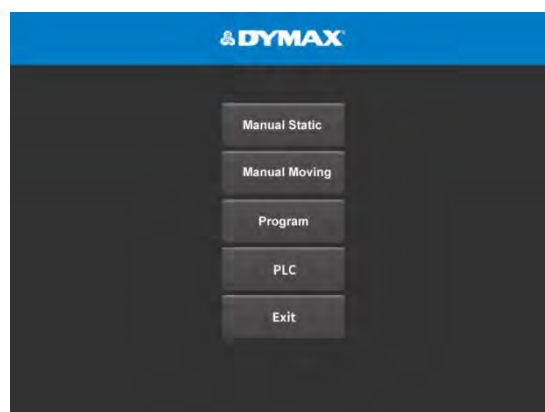 DYMAX
Manual Static
Manual Moving
Program
PLC
Exit